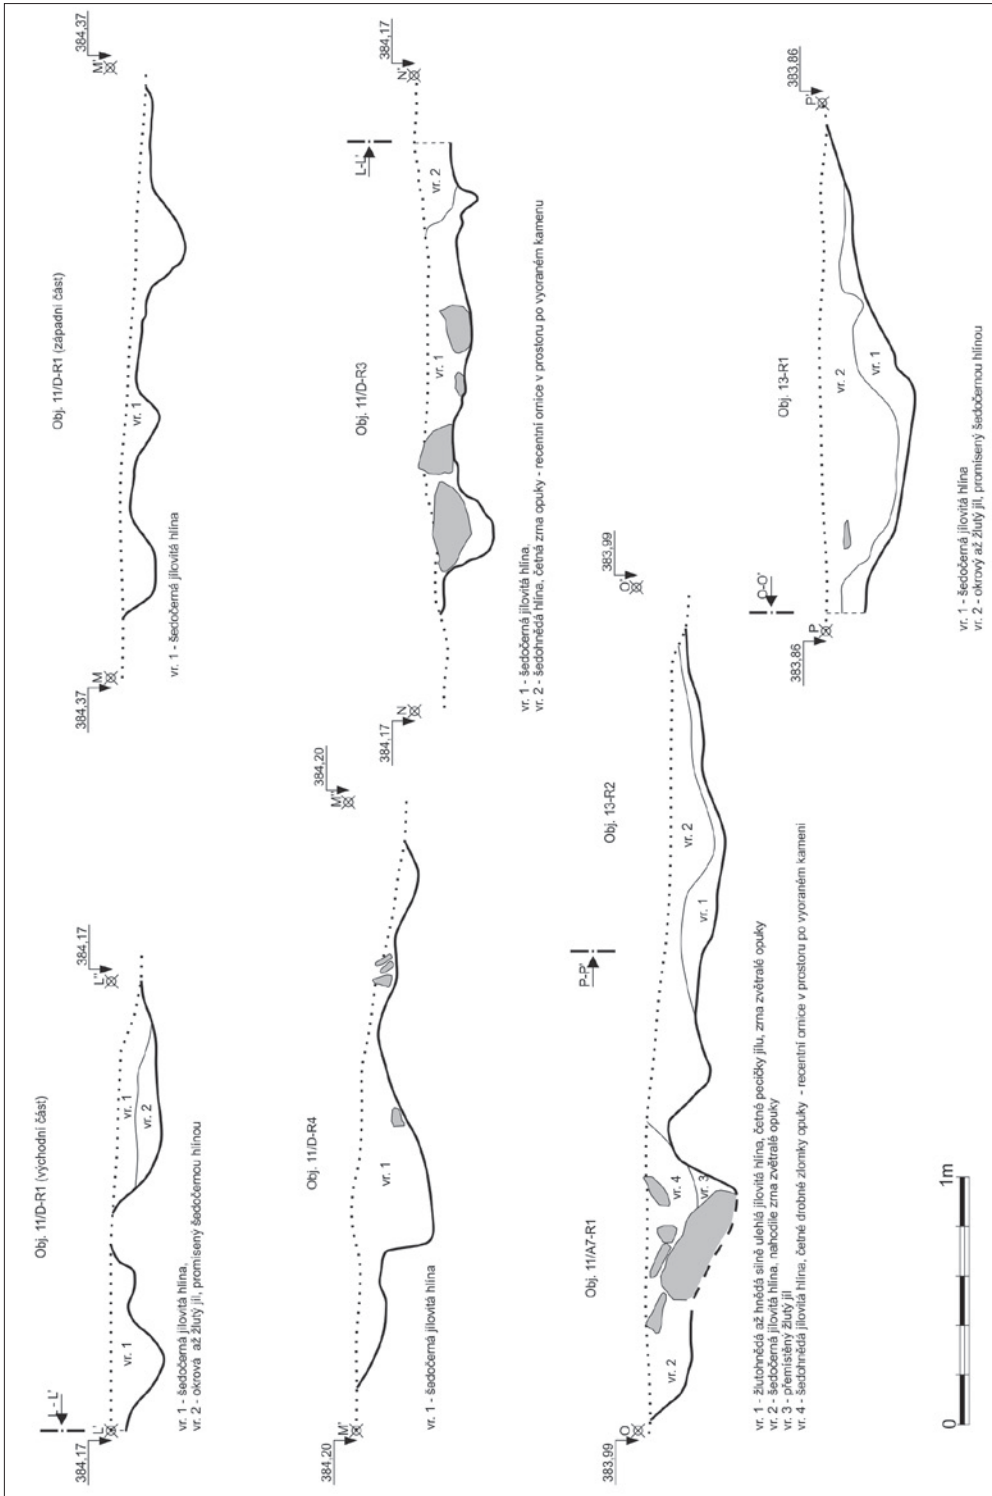 Obj. 11/D-R1 (východní část)
384,17
L'
L - L'
vr. 1
vr. 1
vr. 2
L''
384,17
vr. 1 - šedočerná jílovitá hlína,
vr. 2 - okrová až žlutý jíl, promísený šedočernou hlínou
Obj. 11/D-R1 (západní část)
384,37
M
vr. 1
M'
384,37
vr. 1 - šedočerná jílovitá hlína
Obj. 11/D-R4
384,20
M'
vr. 1
M''
384,20
vr. 1 - šedočerná jílovitá hlína
Obj. 11/D-R3
384,17
N
vr. 1
vr. 2
L-L'
N'
384,17
vr. 1 - šedočerná jílovitá hlína,
vr. 2 - šedohnědá hlína, četná zrna opuky - recentní ornice v prostoru po vyoraném kamenu
Obj. 11/A7-R1
Obj. 13-R2
383,99
O
vr. 2
vr. 4
vr. 3
P-P'
vr. 1
vr. 2
O'
383,99
vr. 1 - žlutohnědá až hnědá silně ulehlá jílovitá hlína, četné pecičky jílu, zrna zvětralé opuky
vr. 2 - šedočerná jílovitá hlína, nahodile zrna zvětralé opuky
vr. 3 - přemístěný žlutý jíl
vr. 4 - šedohnědá jílovitá hlína, četné drobné zlomky opuky - recentní ornice v prostoru po vyoraném kameni
Obj. 13-R1
383,86
P
O-O'
vr. 2
vr. 1
P'
383,86
vr. 1 - šedočerná jílovitá hlína
vr. 2 - okrový až žlutý jíl, promísený šedočernou hlínou
0
1m